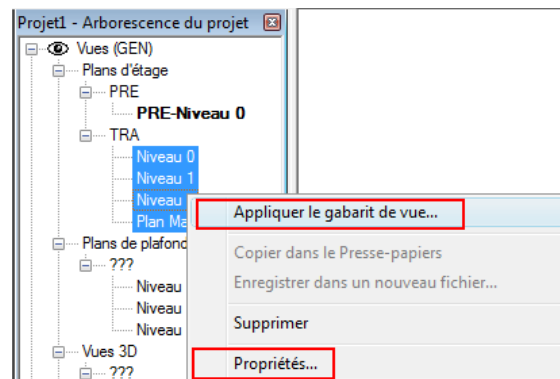 Projet1 - Arborescence du projet
Vues (GEN)
Plans d'étage
PRE
PRE-Niveau 0
TRA
Niveau 0
Niveau 1
Niveau
Plan Ma
Appliquer le gabarit de vue...
Plans de plafond
Copier dans le Presse-papiers
???
Enregistrer dans un nouveau fichier...
Niveau
Niveau
Supprimer
Niveau
Vues 3D
Propriétés...
???